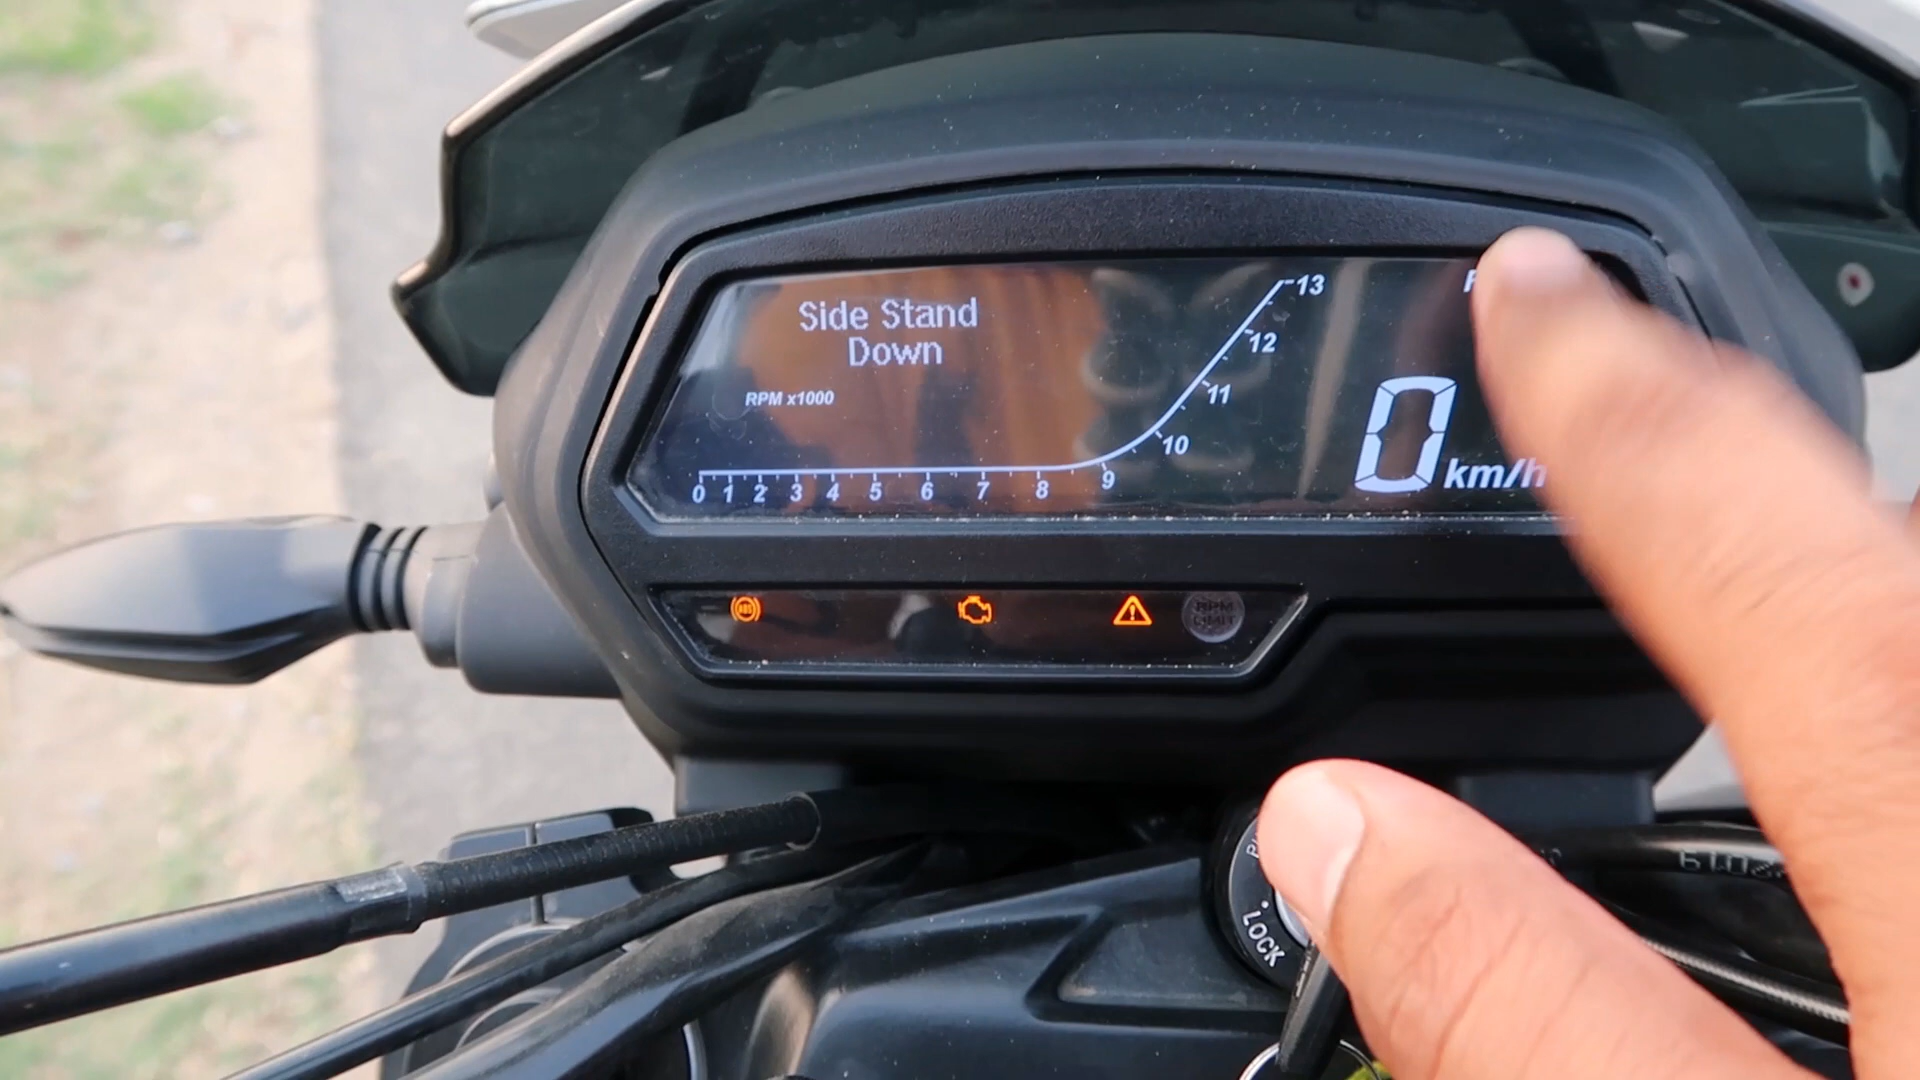 Side Stand
Down
RPM x1000
0 1 2 3 4 5 6 7 8 9 10 11 12 13
0 km/h
ABS
RPM
LIMIT
LOCK